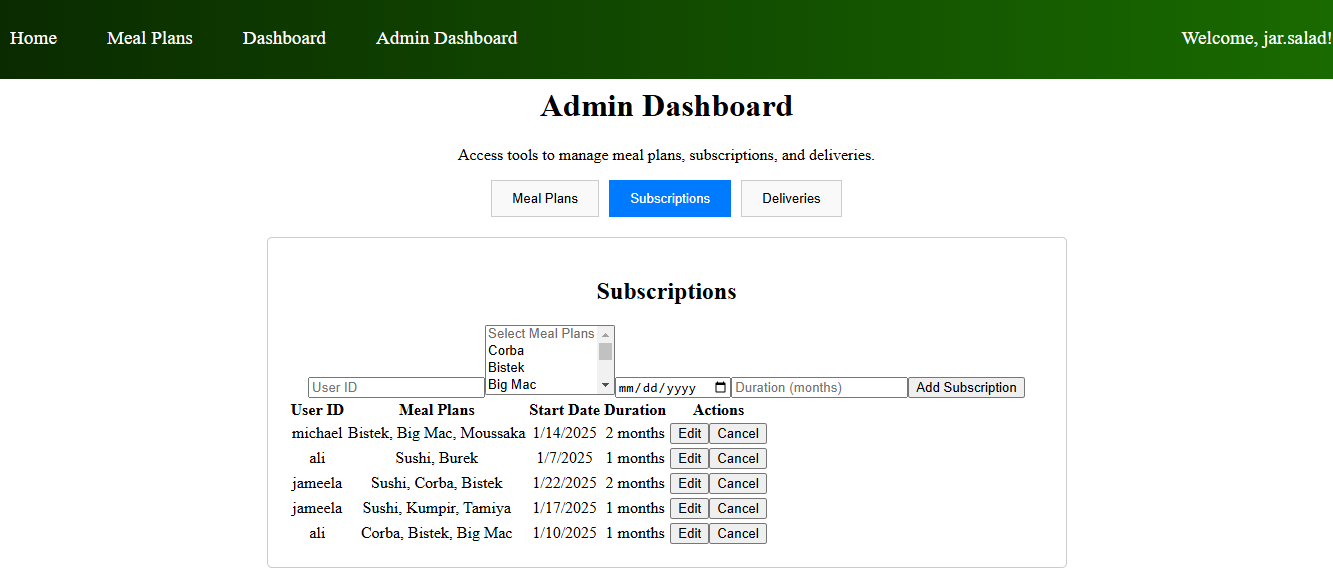 Home Meal Plans Dashboard Admin Dashboard Welcome, jar.salad!
Admin Dashboard
Access tools to manage meal plans, subscriptions, and deliveries.
Meal Plans Subscriptions Deliveries
Subscriptions
Select Meal Plans
Corba
Bistek
Big Mac
User ID mm/dd/yyyy Duration (months) Add Subscription
User ID Meal Plans Start Date Duration Actions
michael Bistek, Big Mac, Moussaka 1/14/2025 2 months Edit Cancel
ali Sushi, Burek 1/7/2025 1 months Edit Cancel
jameela Sushi, Corba, Bistek 1/22/2025 2 months Edit Cancel
jameela Sushi, Kumpir, Tamiya 1/17/2025 1 months Edit Cancel
ali Corba, Bistek, Big Mac 1/10/2025 1 months Edit Cancel